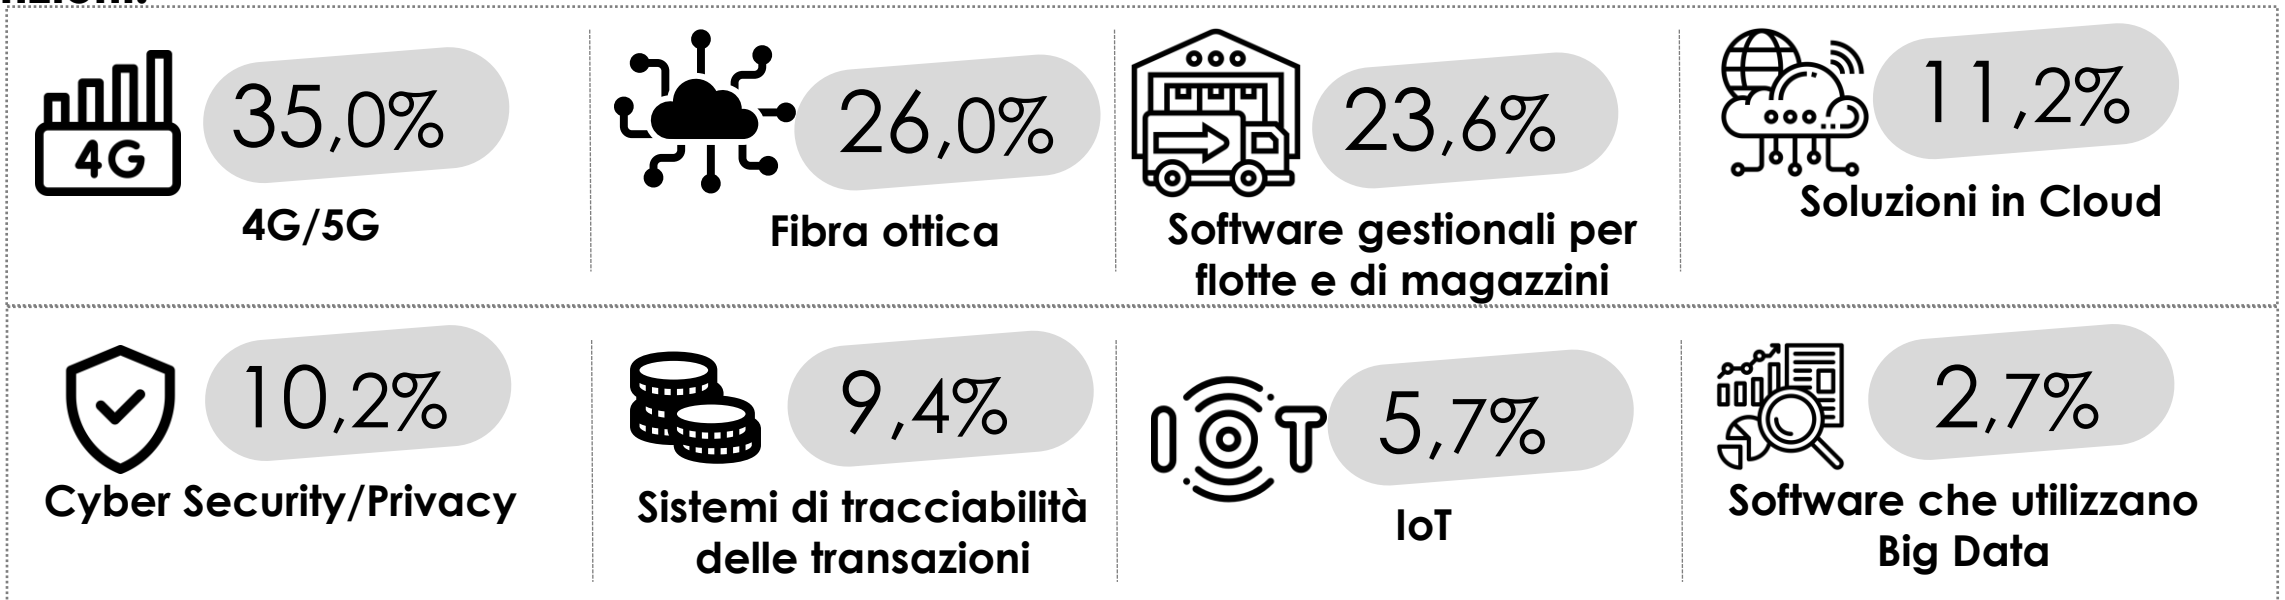 35,0%
4G
4G/5G
26,0%
Fibra ottica
23,6%
Software gestionali per
flotte e di magazzini
11,2%
Soluzioni in Cloud
10,2%
Cyber Security/Privacy
9,4%
Sistemi di tracciabilità
delle transazioni
5,7%
IOT
IoT
2,7%
Software che utilizzano
Big Data